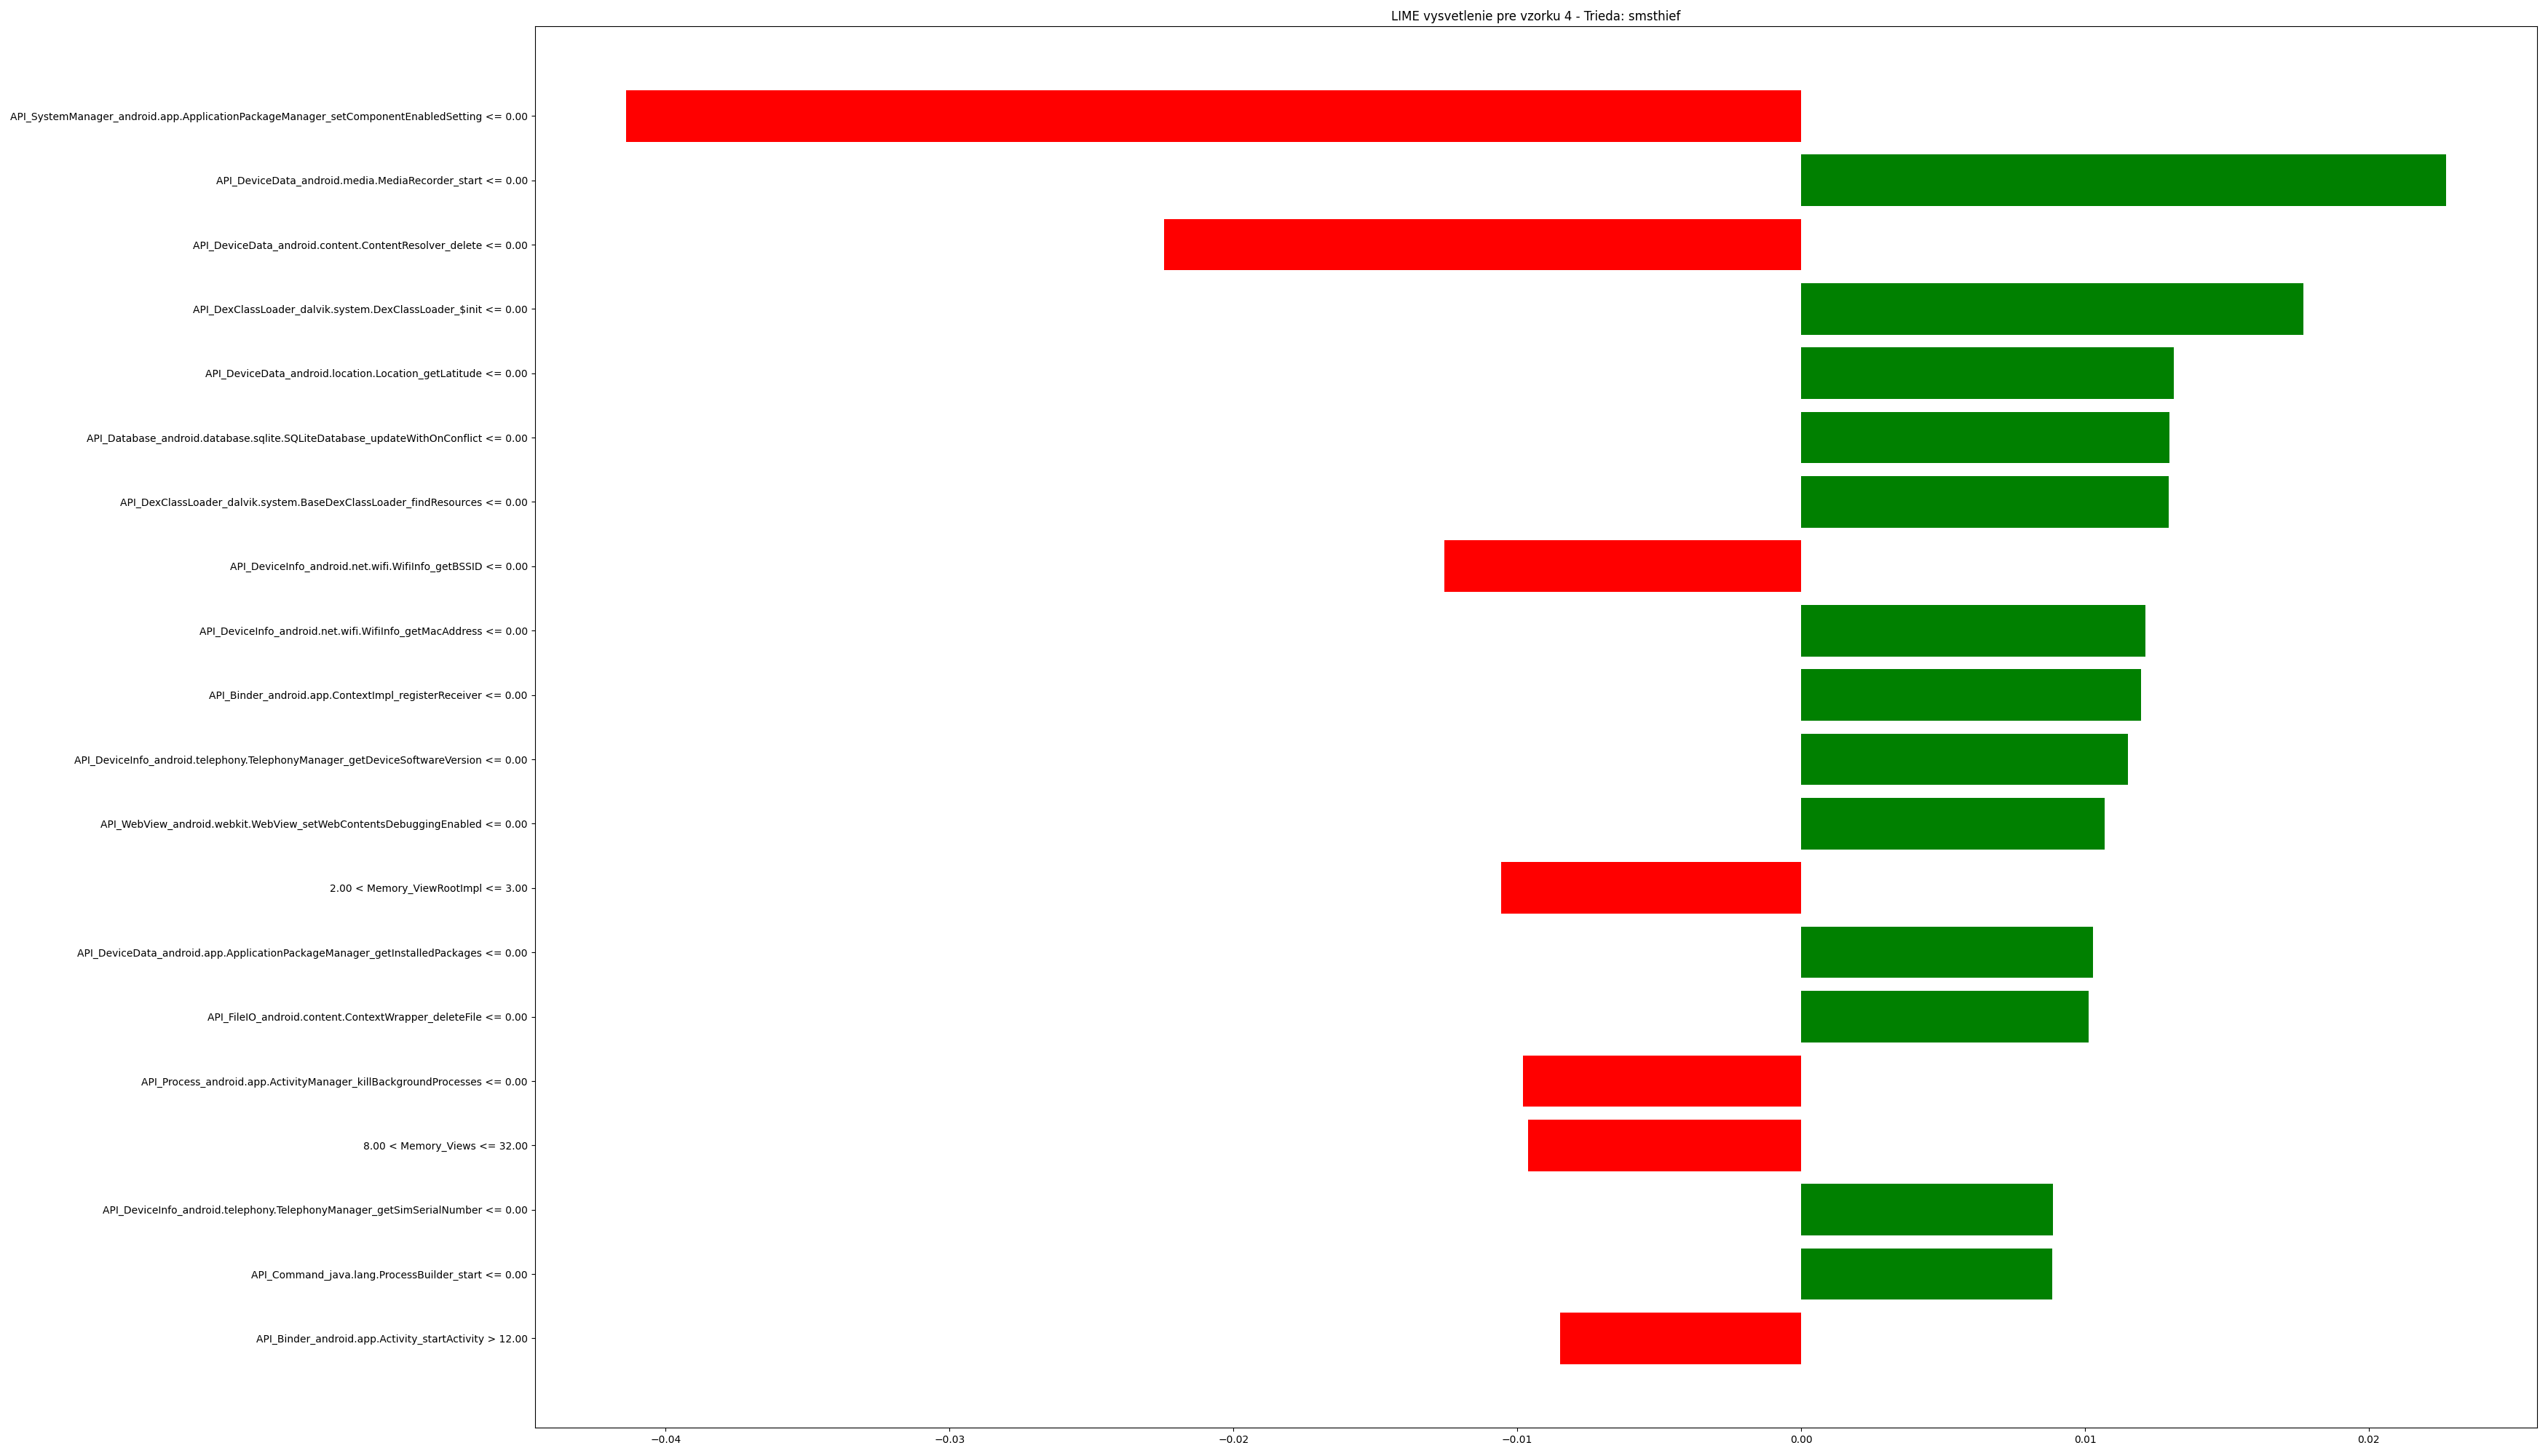 LIME vysvetlenie pre vzorku 4 - Trieda: smsthief
API_SystemManager_android.app.ApplicationPackageManager_setComponentEnabledSetting <= 0.00
API_DeviceData_android.media.MediaRecorder_start <= 0.00
API_DeviceData_android.content.ContentResolver_delete <= 0.00
API_DexClassLoader_dalvik.system.DexClassLoader_$init <= 0.00
API_DeviceData_android.location.Location_getLatitude <= 0.00
API_Database_android.database.sqlite.SQLiteDatabase_updateWithOnConflict <= 0.00
API_DexClassLoader_dalvik.system.BaseDexClassLoader_findResources <= 0.00
API_DeviceInfo_android.net.wifi.WifiInfo_getBSSID <= 0.00
API_DeviceInfo_android.net.wifi.WifiInfo_getMacAddress <= 0.00
API_Binder_android.app.ContextImpl_registerReceiver <= 0.00
API_DeviceInfo_android.telephony.TelephonyManager_getDeviceSoftwareVersion <= 0.00
API_WebView_android.webkit.WebView_setWebContentsDebuggingEnabled <= 0.00
2.00 < Memory_ViewRootImpl <= 3.00
API_DeviceData_android.app.ApplicationPackageManager_getInstalledPackages <= 0.00
API_FileIO_android.content.ContextWrapper_deleteFile <= 0.00
API_Process_android.app.ActivityManager_killBackgroundProcesses <= 0.00
8.00 < Memory_Views <= 32.00
API_DeviceInfo_android.telephony.TelephonyManager_getSimSerialNumber <= 0.00
API_Command_java.lang.ProcessBuilder_start <= 0.00
API_Binder_android.app.Activity_startActivity > 12.00
−0.04 −0.03 −0.02 −0.01 0.00 0.01 0.02